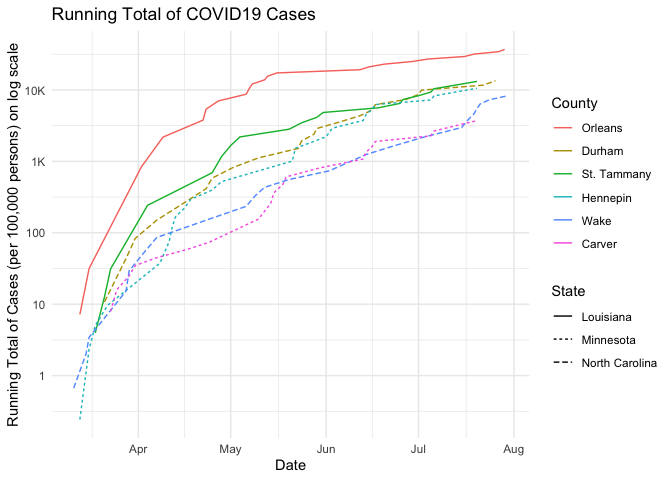 Running Total of COVID19 Cases
Running Total of Cases (per 100,000 persons) on log scale
10K
1K
100
10
1
Apr
May
Jun
Jul
Aug
Date
County
Orleans
Durham
St. Tammany
Hennepin
Wake
Carver
State
Louisiana
Minnesota
North Carolina